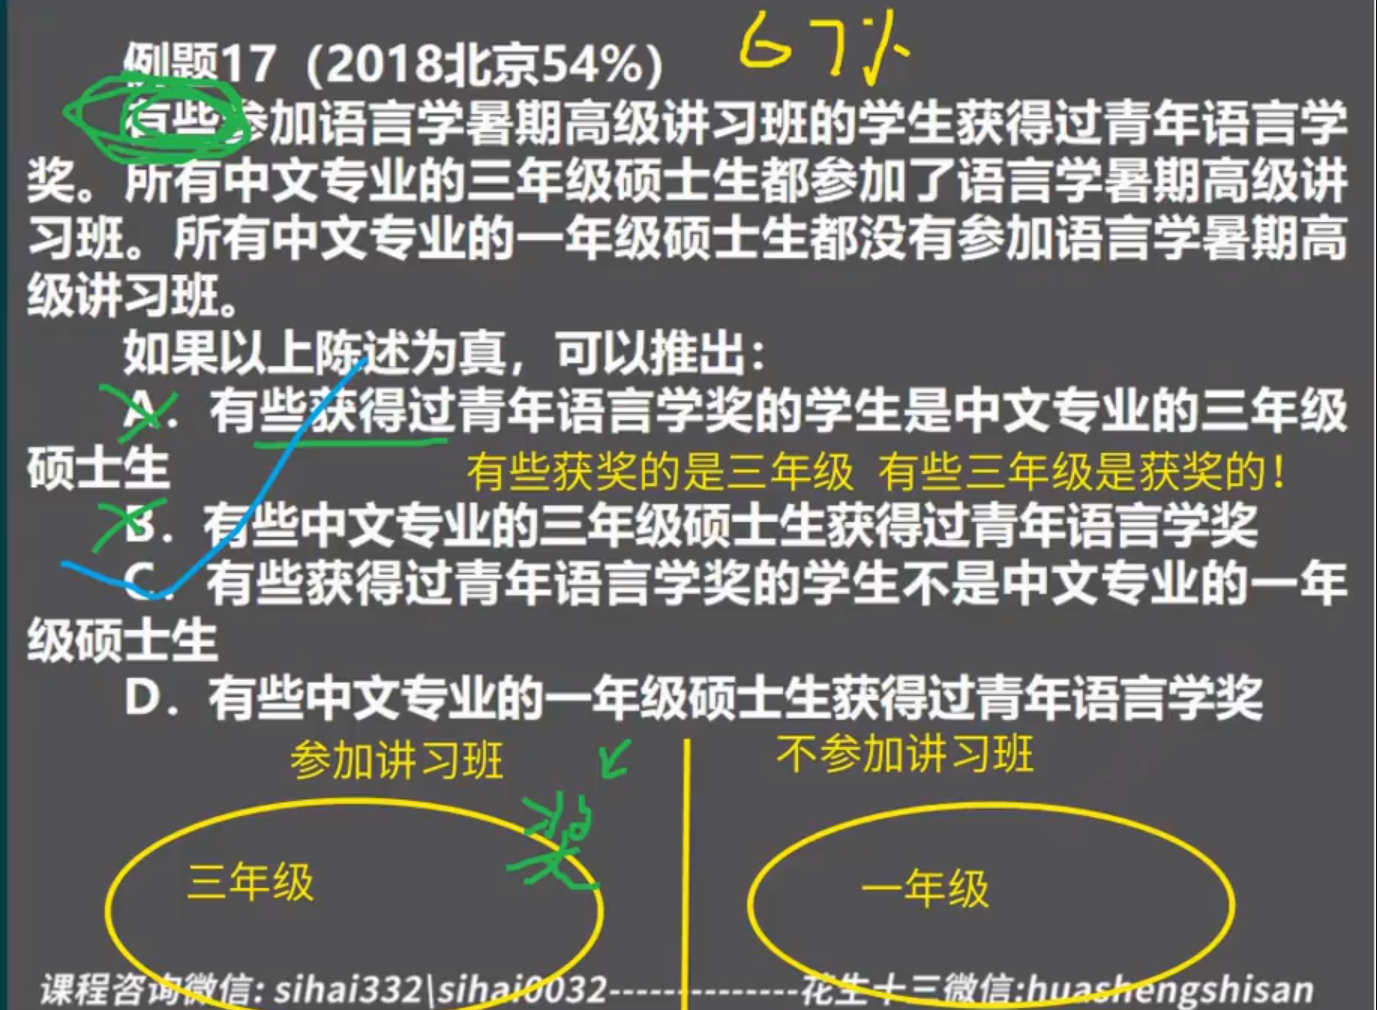 例题17（2018北京54%） 67%
有些参加语言学暑期高级讲习班的学生获得过青年语言学
奖。所有中文专业的三年级硕士生都参加了语言学暑期高级讲
习班。所有中文专业的一年级硕士生都没有参加语言学暑期高
级讲习班。
如果以上陈述为真，可以推出：
A．有些获得过青年语言学奖的学生是中文专业的三年级
硕士生
有些获奖的是三年级 有些三年级是获奖的！
B．有些中文专业的三年级硕士生获得过青年语言学奖
C．有些获得过青年语言学奖的学生不是中文专业的一年
级硕士生
D．有些中文专业的一年级硕士生获得过青年语言学奖
参加讲习班 不参加讲习班
奖
三年级 一年级
课程咨询微信: sihai332\sihai0032--------------花生十三微信:huashengshisan